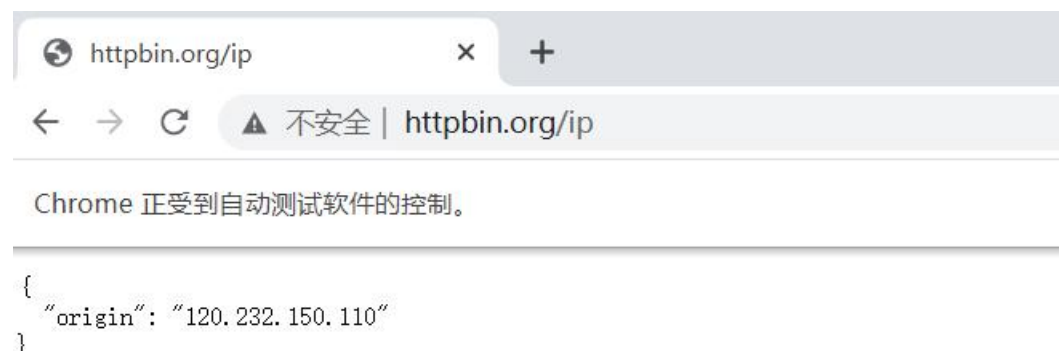 httpbin.org/ip
不安全 | httpbin.org/ip
Chrome 正受到自动测试软件的控制。
{
"origin": "120.232.150.110"
}